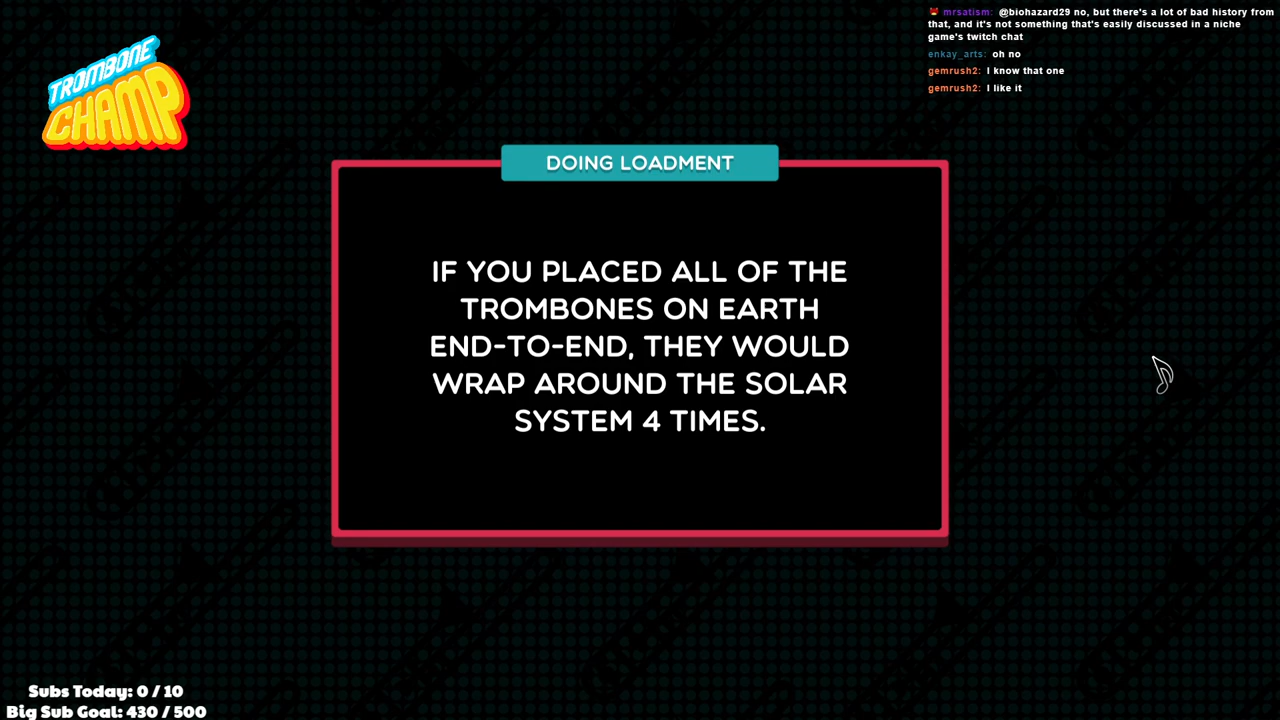 mrsatism: @biohazard29 no, but there's a lot of bad history from
that, and it's not something that's easily discussed in a niche
game's twitch chat
enkay_arts: oh no
gemrush2: I know that one
gemrush2: I like it
TROMBONE
CHAMP
DOING LOADMENT
IF YOU PLACED ALL OF THE
TROMBONES ON EARTH
END-TO-END, THEY WOULD
WRAP AROUND THE SOLAR
SYSTEM 4 TIMES.
Subs Today: 0 / 10
Big Sub Goal: 430 / 500